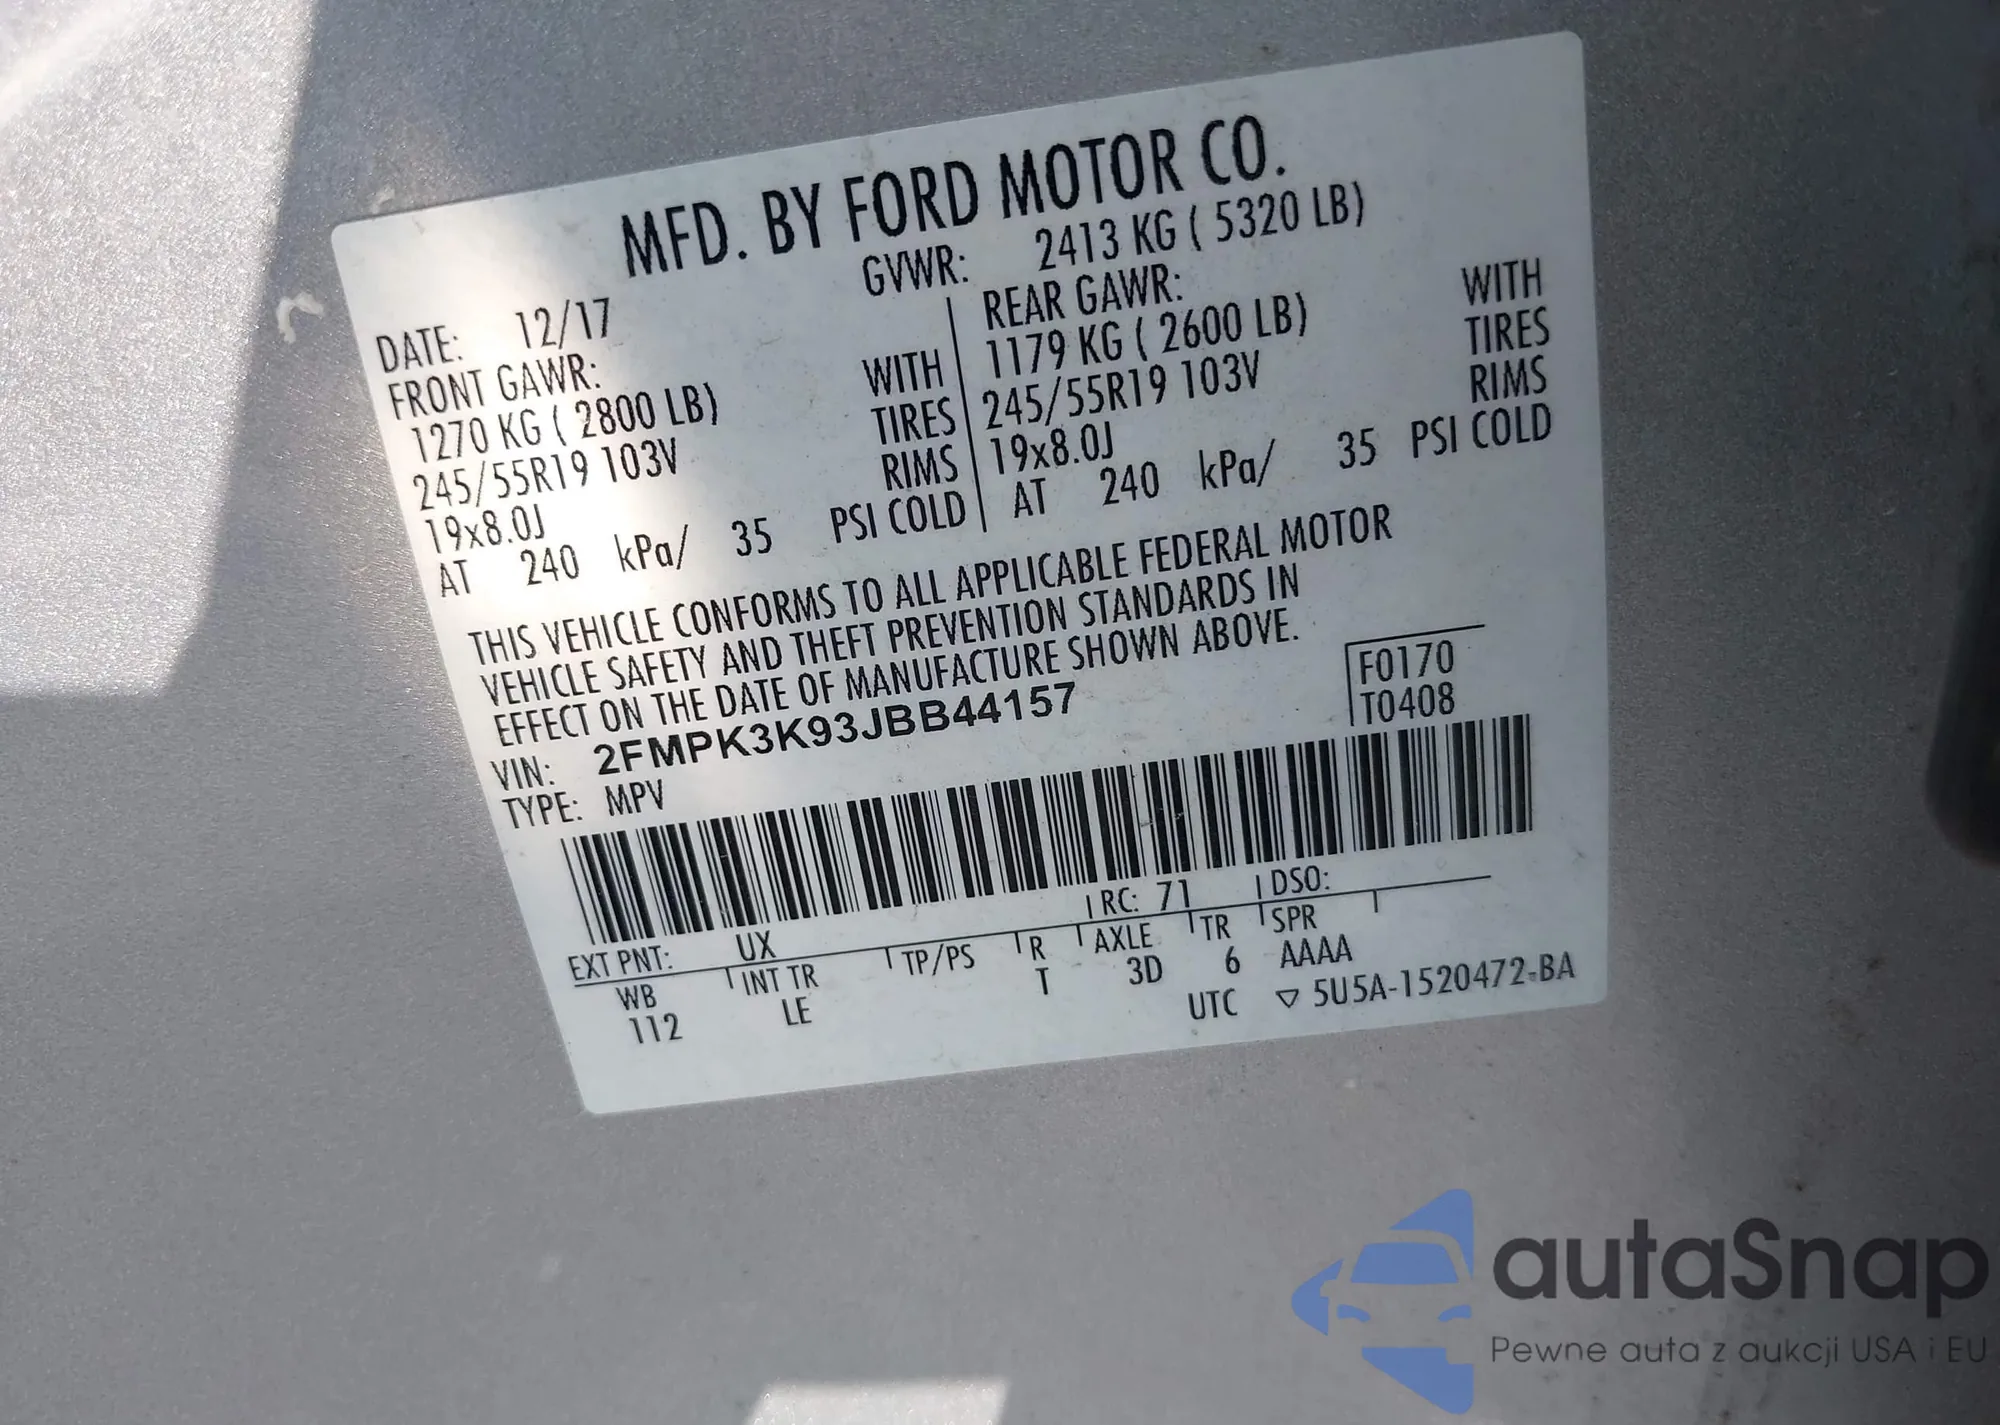 MFD. BY FORD MOTOR CO.
DATE: 12/17 GVWR: 2413 KG ( 5320 LB)
FRONT GAWR:
1270 KG ( 2800 LB) WITH
245/55R19 103V TIRES
19x8.0J RIMS
AT 240 kPa/ 35 PSI COLD
REAR GAWR:
1179 KG ( 2600 LB) WITH
245/55R19 103V TIRES
19x8.0J RIMS
AT 240 kPa/ 35 PSI COLD
THIS VEHICLE CONFORMS TO ALL APPLICABLE FEDERAL MOTOR
VEHICLE SAFETY AND THEFT PREVENTION STANDARDS IN
EFFECT ON THE DATE OF MANUFACTURE SHOWN ABOVE.
VIN: 2FMPK3K93JBB44157
TYPE: MPV
F0170
T0408
EXT PNT: UX RC: 71 DSO:
WB INT TR TP/PS R AXLE TR SPR
112 LE T 3D 6 AAAA
UTC ▽ 5U5A-1520472-BA
autaSnap
Pewne auta z aukcji USA i EU